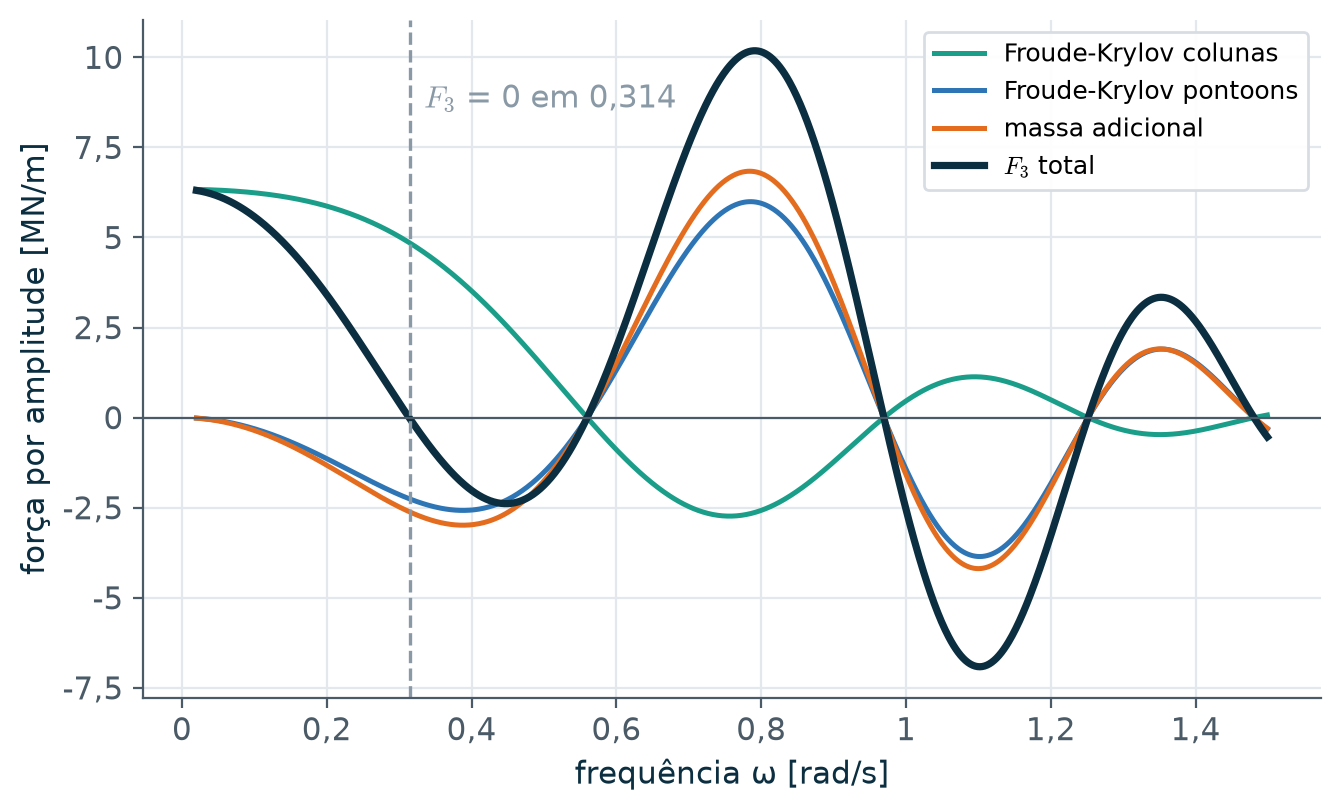 Froude-Krylov colunas
Froude-Krylov pontoons
massa adicional
F₃ total
F₃ = 0 em 0,314
10
7,5
5
2,5
0
-2,5
-5
-7,5
força por amplitude [MN/m]
0 0,2 0,4 0,6 0,8 1 1,2 1,4
frequência ω [rad/s]